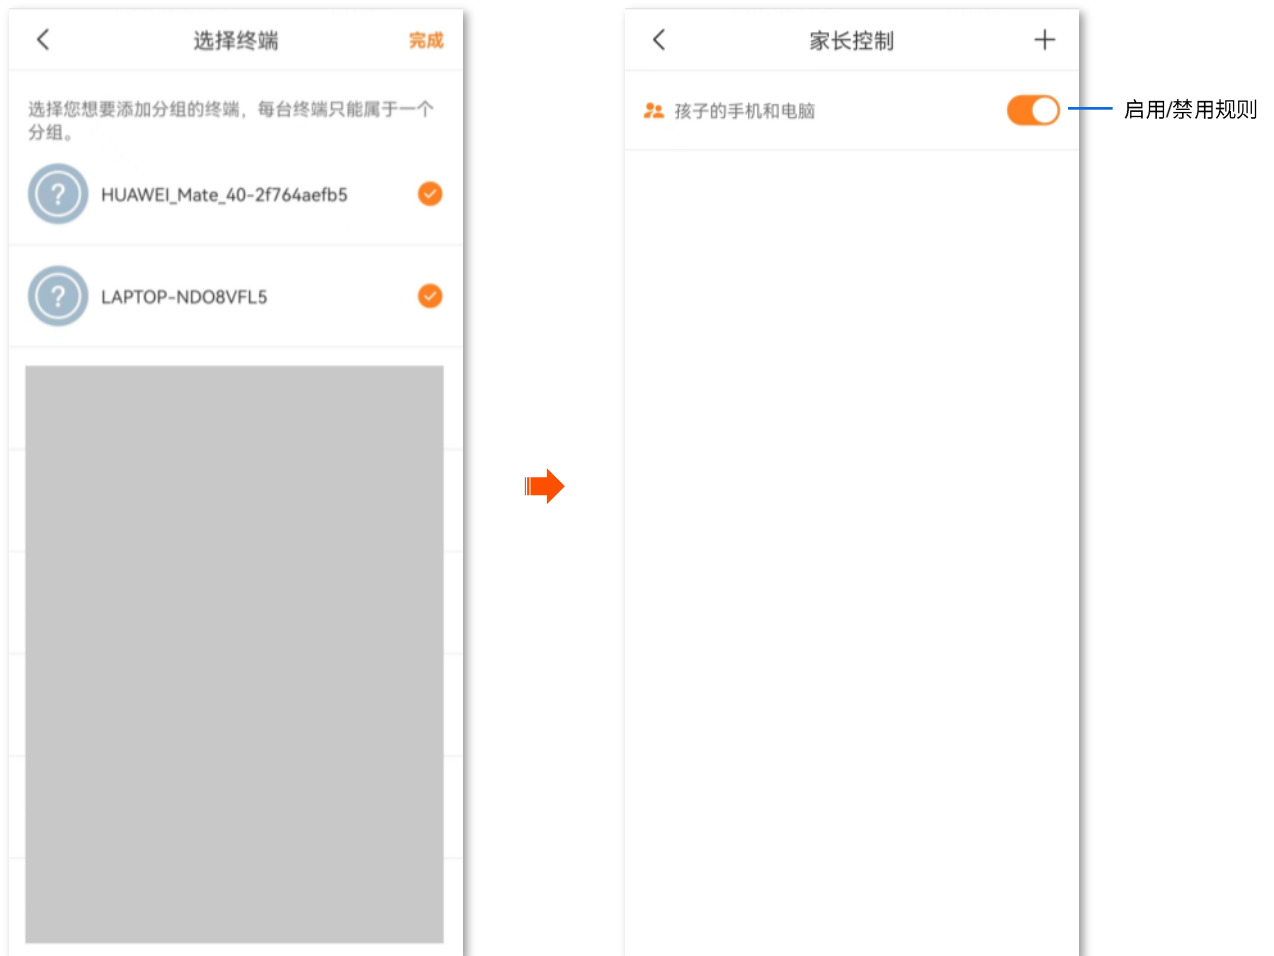 选择终端
完成
选择您想要添加分组的终端，每台终端只能属于一个
分组。
HUAWEI_Mate_40-2f764aefb5
LAPTOP-NDO8VFL5
家长控制
孩子的手机和电脑
启用/禁用规则